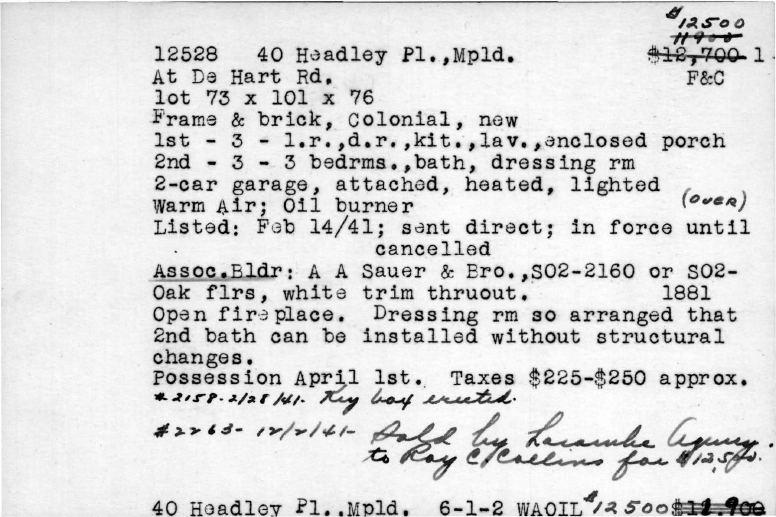 $12500
11900
12528 40 Headley Pl.,Mpld. $12,700 1
At De Hart Rd. F&C
lot 73 x 101 x 76
Frame & brick, Colonial, new
1st - 3 - l.r.,d.r.,kit.,lav.,enclosed porch
2nd - 3 - 3 bedrms.,bath, dressing rm
2-car garage, attached, heated, lighted
Warm Air; Oil burner (OVER)
Listed: Feb 14/41; sent direct; in force until
cancelled
Assoc.Bldr: A A Sauer & Bro.,SO2-2160 or SO2-
Oak flrs, white trim thruout. 1881
Open fireplace. Dressing rm so arranged that
2nd bath can be installed without structural
changes.
Possession April 1st. Taxes $225-$250 approx.
#2158-2/28/41- Key box erected.
#2263- 12/2/41- Sold by Lacombe Agency.
to Roy C. Collins for $12,500.
40 Headley Pl.,Mpld. 6-1-2 WAOIL $12500 $11.900